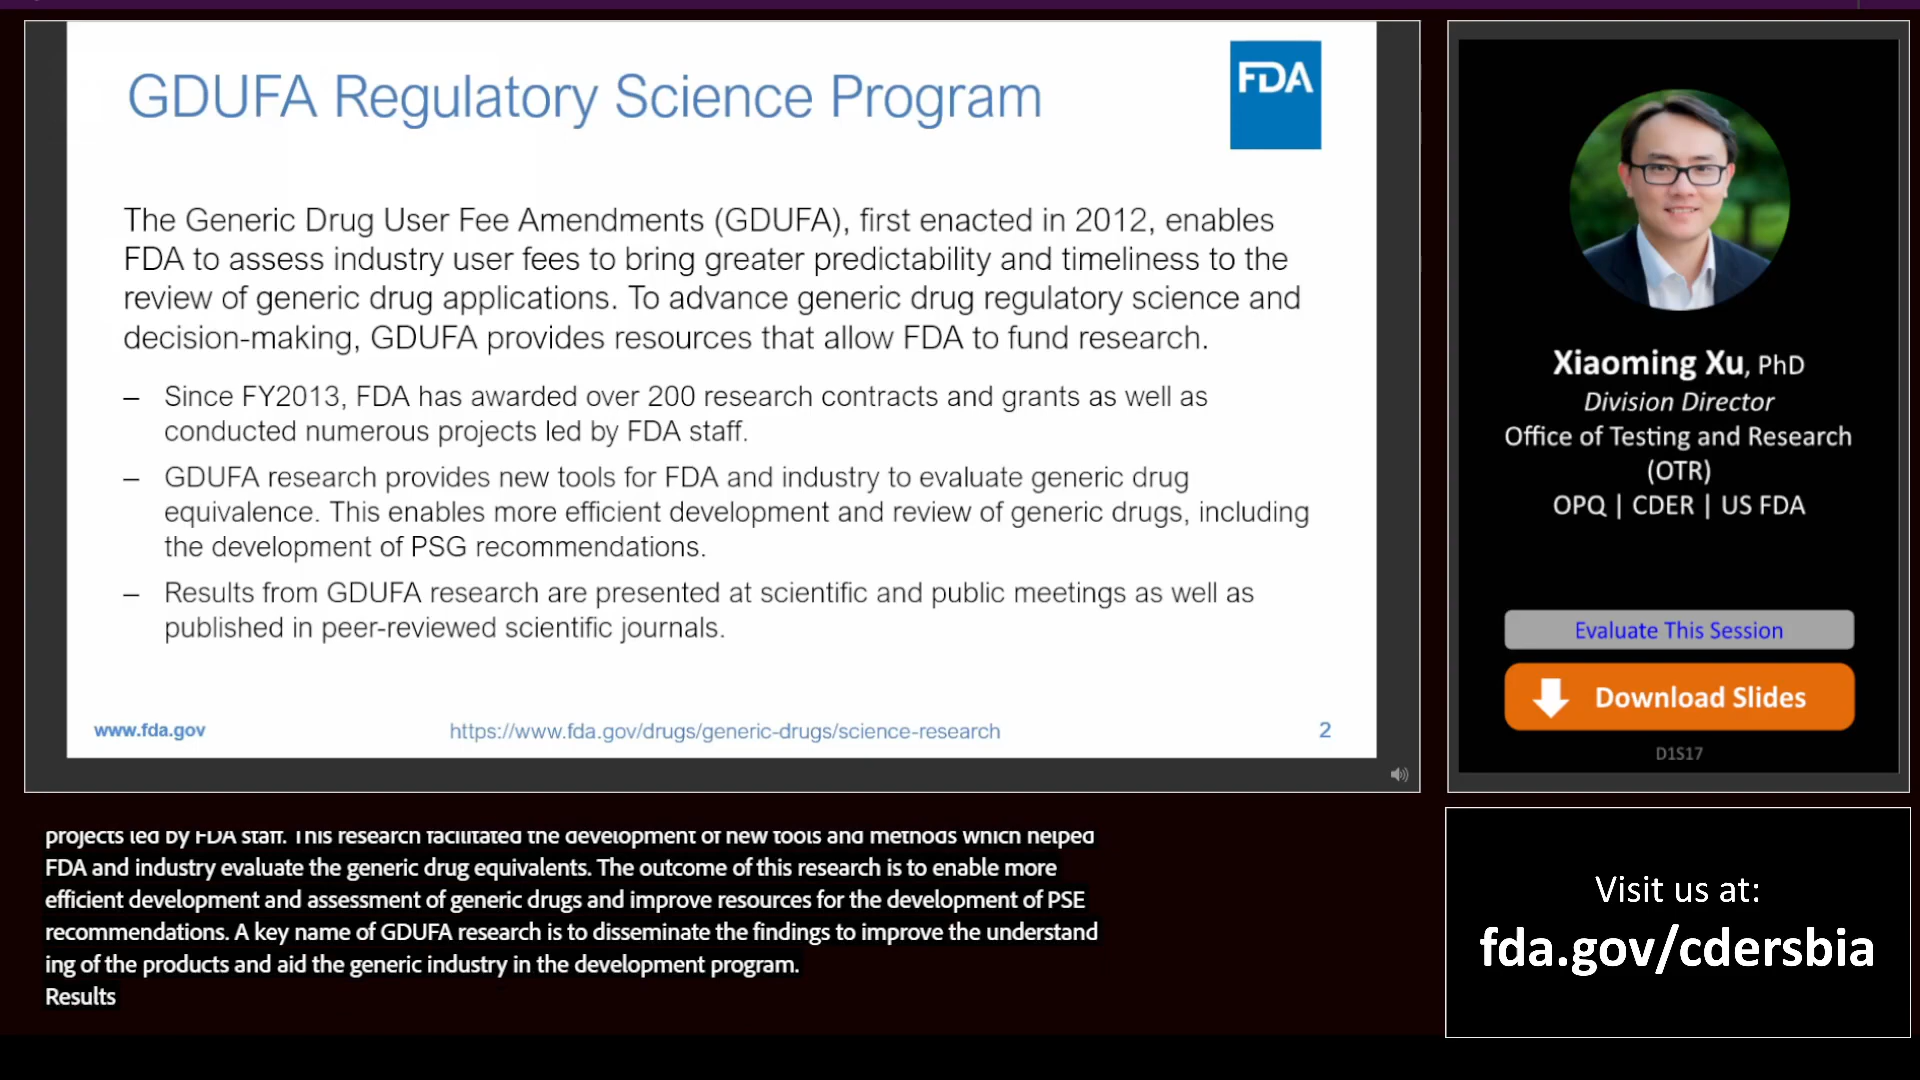 GDUFA Regulatory Science Program
FDA
The Generic Drug User Fee Amendments (GDUFA), first enacted in 2012, enables
FDA to assess industry user fees to bring greater predictability and timeliness to the
review of generic drug applications. To advance generic drug regulatory science and
decision-making, GDUFA provides resources that allow FDA to fund research.
– Since FY2013, FDA has awarded over 200 research contracts and grants as well as
conducted numerous projects led by FDA staff.
– GDUFA research provides new tools for FDA and industry to evaluate generic drug
equivalence. This enables more efficient development and review of generic drugs, including
the development of PSG recommendations.
– Results from GDUFA research are presented at scientific and public meetings as well as
published in peer-reviewed scientific journals.
www.fda.gov
https://www.fda.gov/drugs/generic-drugs/science-research
2
Xiaoming Xu, PhD
Division Director
Office of Testing and Research
(OTR)
OPQ | CDER | US FDA
Evaluate This Session
Download Slides
D1S17
projects led by FDA staff. This research facilitated the development of new tools and methods which helped
FDA and industry evaluate the generic drug equivalents. The outcome of this research is to enable more
efficient development and assessment of generic drugs and improve resources for the development of PSE
recommendations. A key name of GDUFA research is to disseminate the findings to improve the understand
ing of the products and aid the generic industry in the development program.
Results
Visit us at:
fda.gov/cdersbia